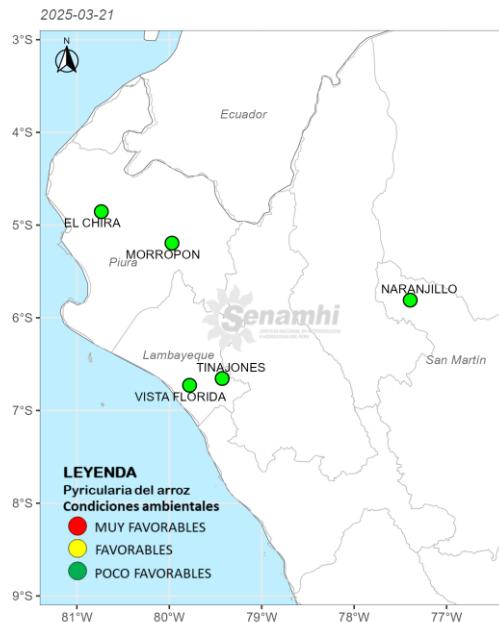 2025-03-21
3°S
N
Ecuador
4°S
EL CHIRA
5°S
MORROPON
Piura
NARANJILLO
6°S
Senamhi
Lambayeque
San Martín
TINAJONES
VISTA FLORIDA
7°S
LEYENDA
Pyricularia del arroz
Condiciones ambientales
8°S
MUY FAVORABLES
FAVORABLES
POCO FAVORABLES
9°S
81°W 80°W 79°W 78°W 77°W